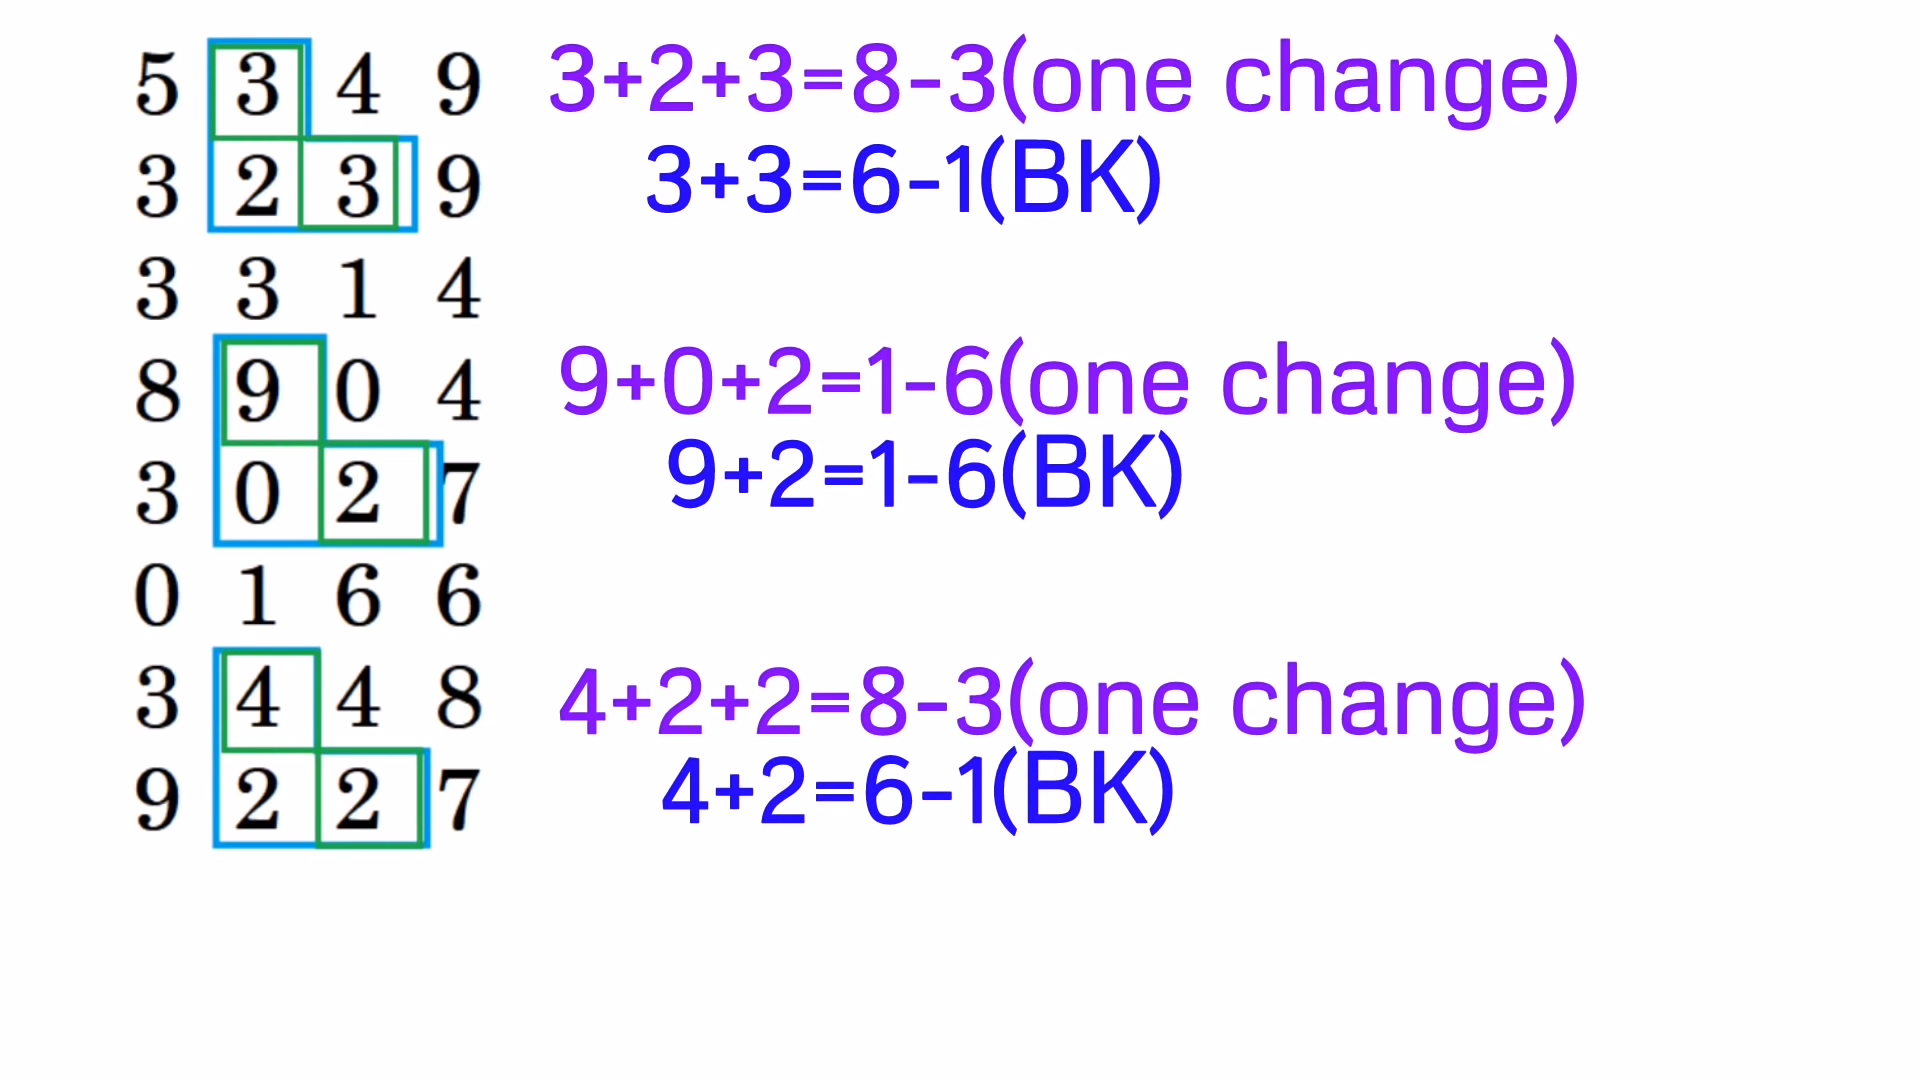 5 3 4 9 3+2+3=8-3(one change)
3 2 3 9 3+3=6-1(BK)
3 3 1 4
8 9 0 4 9+0+2=1-6(one change)
3 0 2 7 9+2=1-6(BK)
0 1 6 6
3 4 4 8 4+2+2=8-3(one change)
9 2 2 7 4+2=6-1(BK)